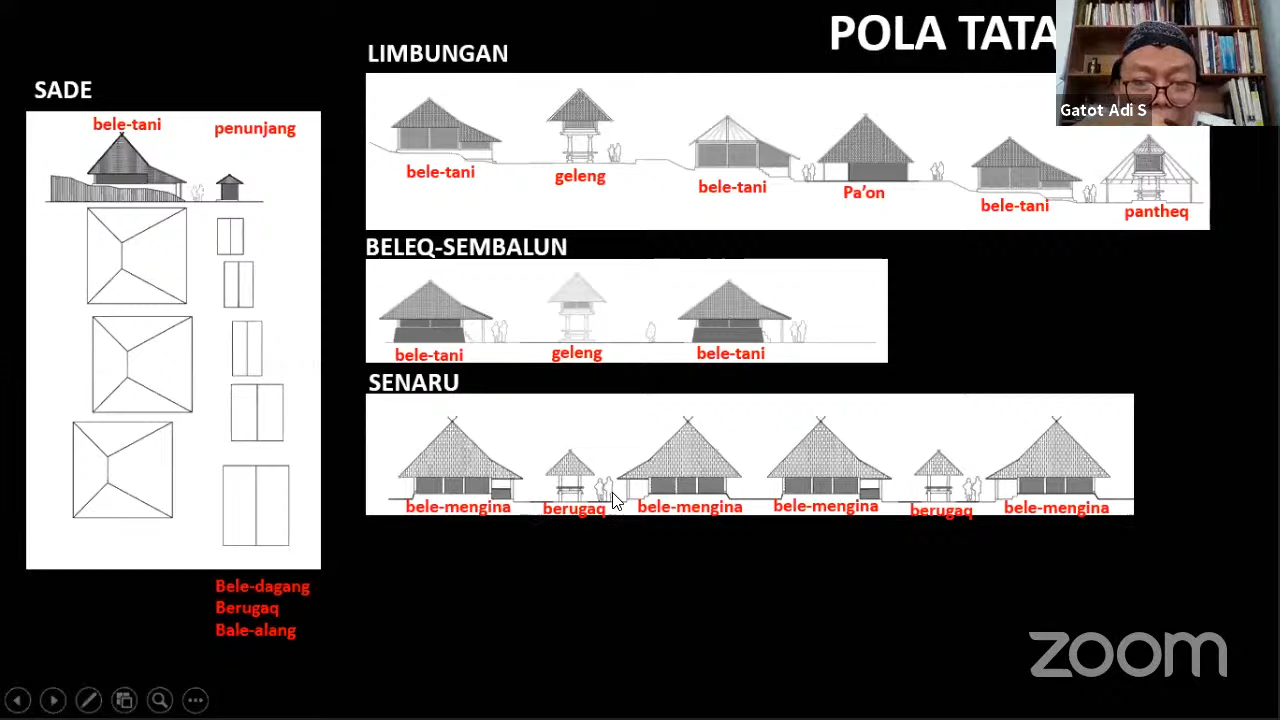 POLA TATA
Gatot Adi S
SADE
bele-tani
penunjang
Bele-dagang
Berugaq
Bale-alang
LIMBUNGAN
bele-tani
geleng
bele-tani
Pa'on
bele-tani
pantheq
BELEQ-SEMBALUN
bele-tani
geleng
bele-tani
SENARU
bele-mengina
berugaq
bele-mengina
bele-mengina
berugaq
bele-mengina
zoom